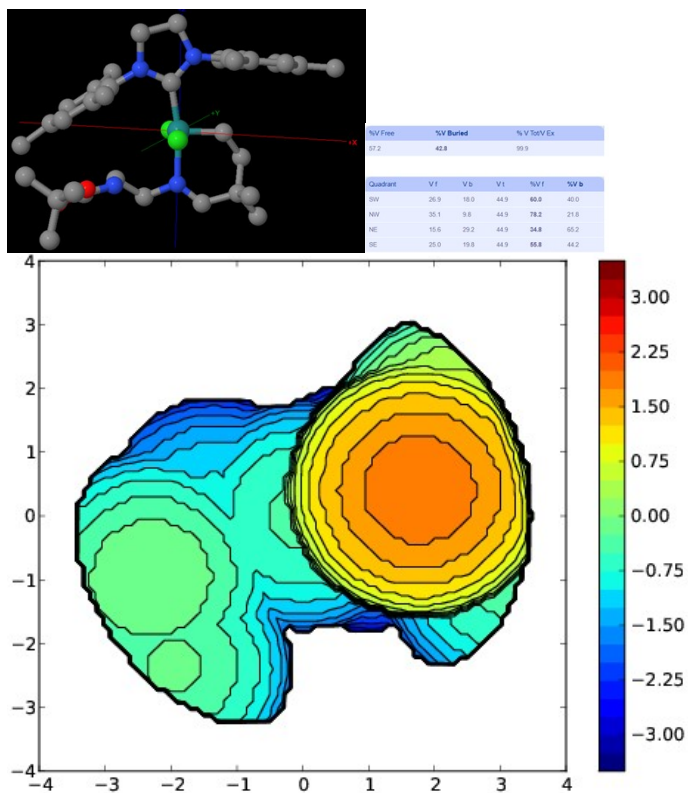 +Y
+X
%V Free %V Buried % V Tot/V Ex
57.2 42.8 99.9
Quadrant V f V b V t %V f %V b
SW 26.9 18.0 44.9 60.0 40.0
NW 35.1 9.8 44.9 78.2 21.8
NE 15.6 29.2 44.9 34.8 65.2
SE 25.0 19.8 44.9 55.8 44.2
4
3
2
1
0
−1
−2
−3
−4
−4 −3 −2 −1 0 1 2 3 4
3.00
2.25
1.50
0.75
0.00
−0.75
−1.50
−2.25
−3.00